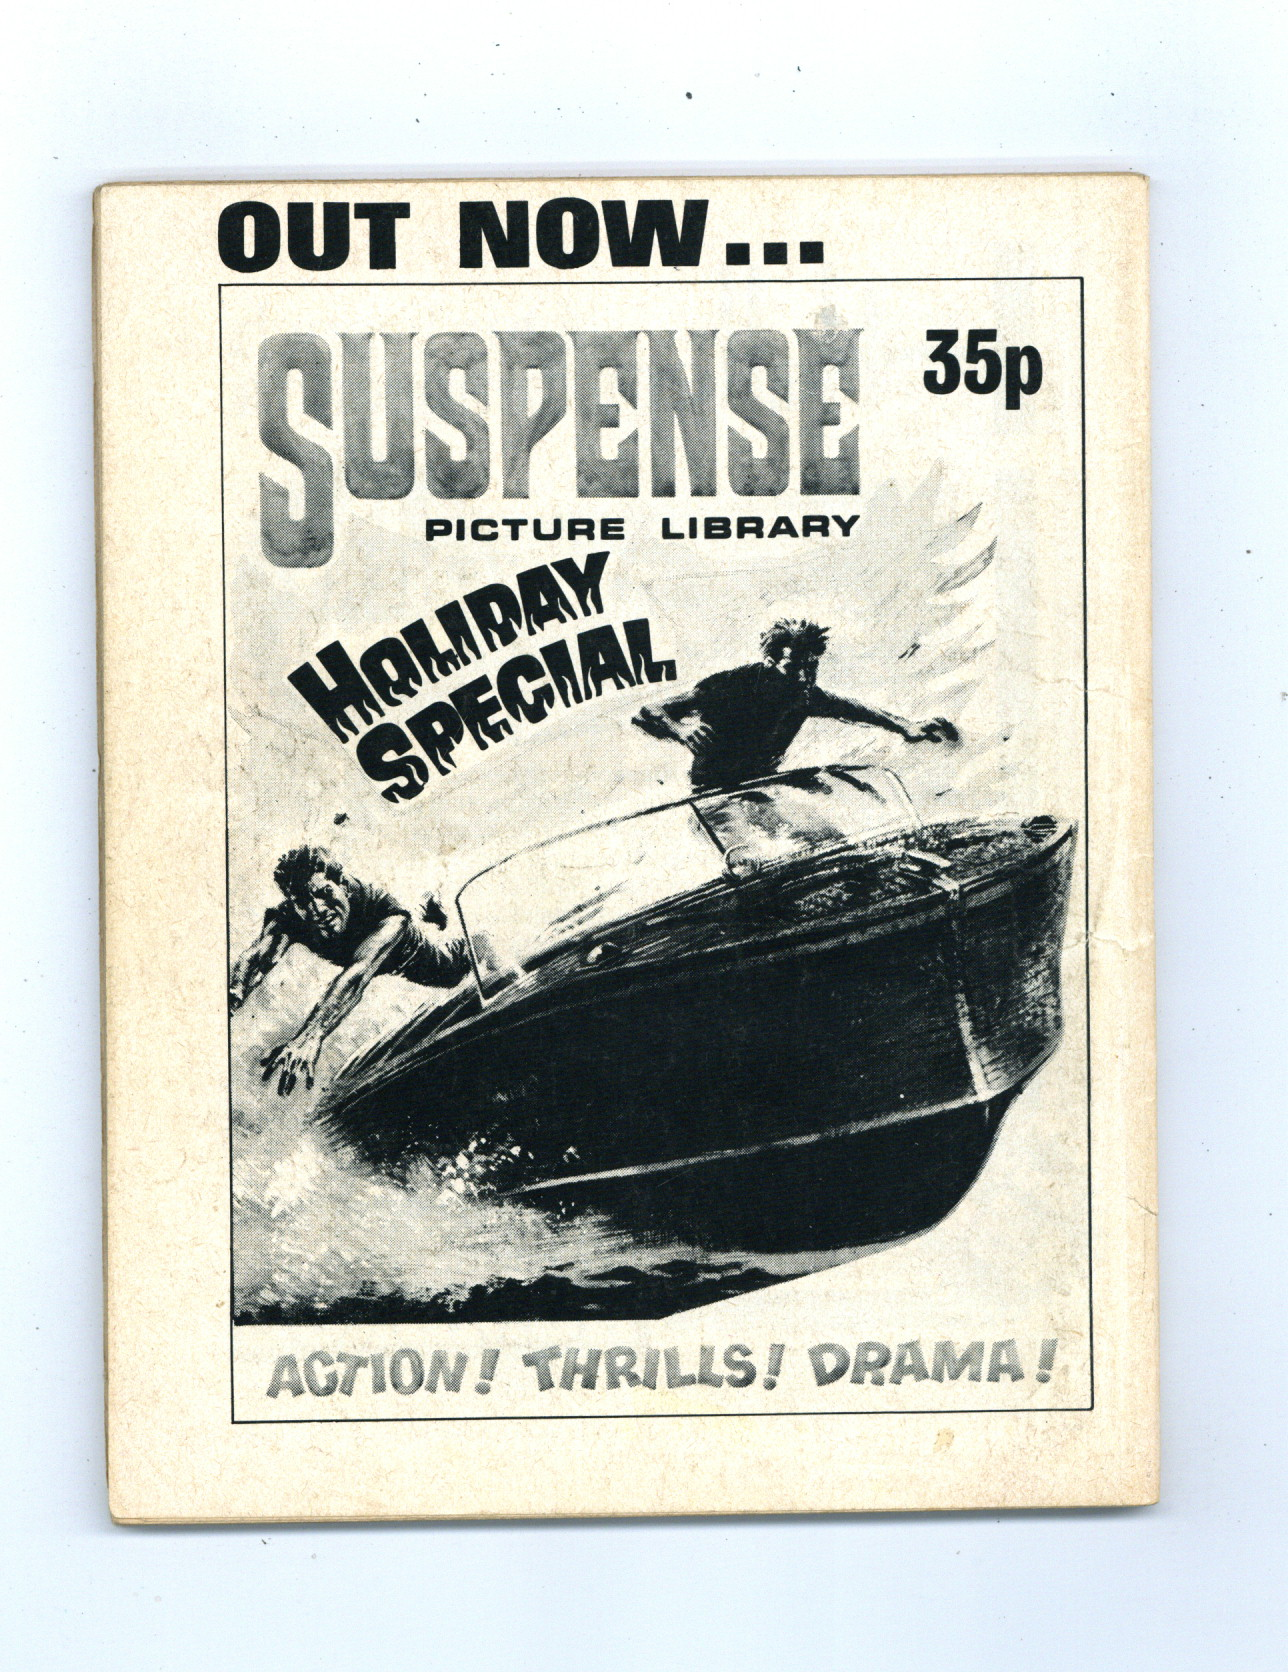 OUT NOW...
SUSPENSE
35p
PICTURE LIBRARY
HOLIDAY
SPECIAL
ACTION! THRILLS! DRAMA!